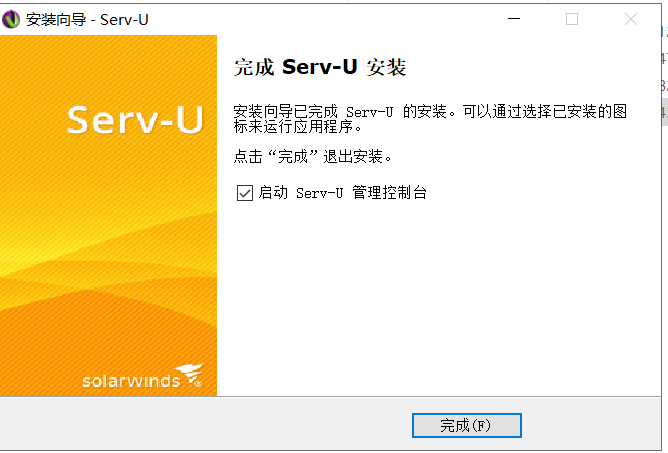 安装向导 - Serv-U
Serv-U
完成 Serv-U 安装
安装向导已完成 Serv-U 的安装。可以通过选择已安装的图
标来运行应用程序。
点击“完成”退出安装。
启动 Serv-U 管理控制台
solarwinds
完成(F)